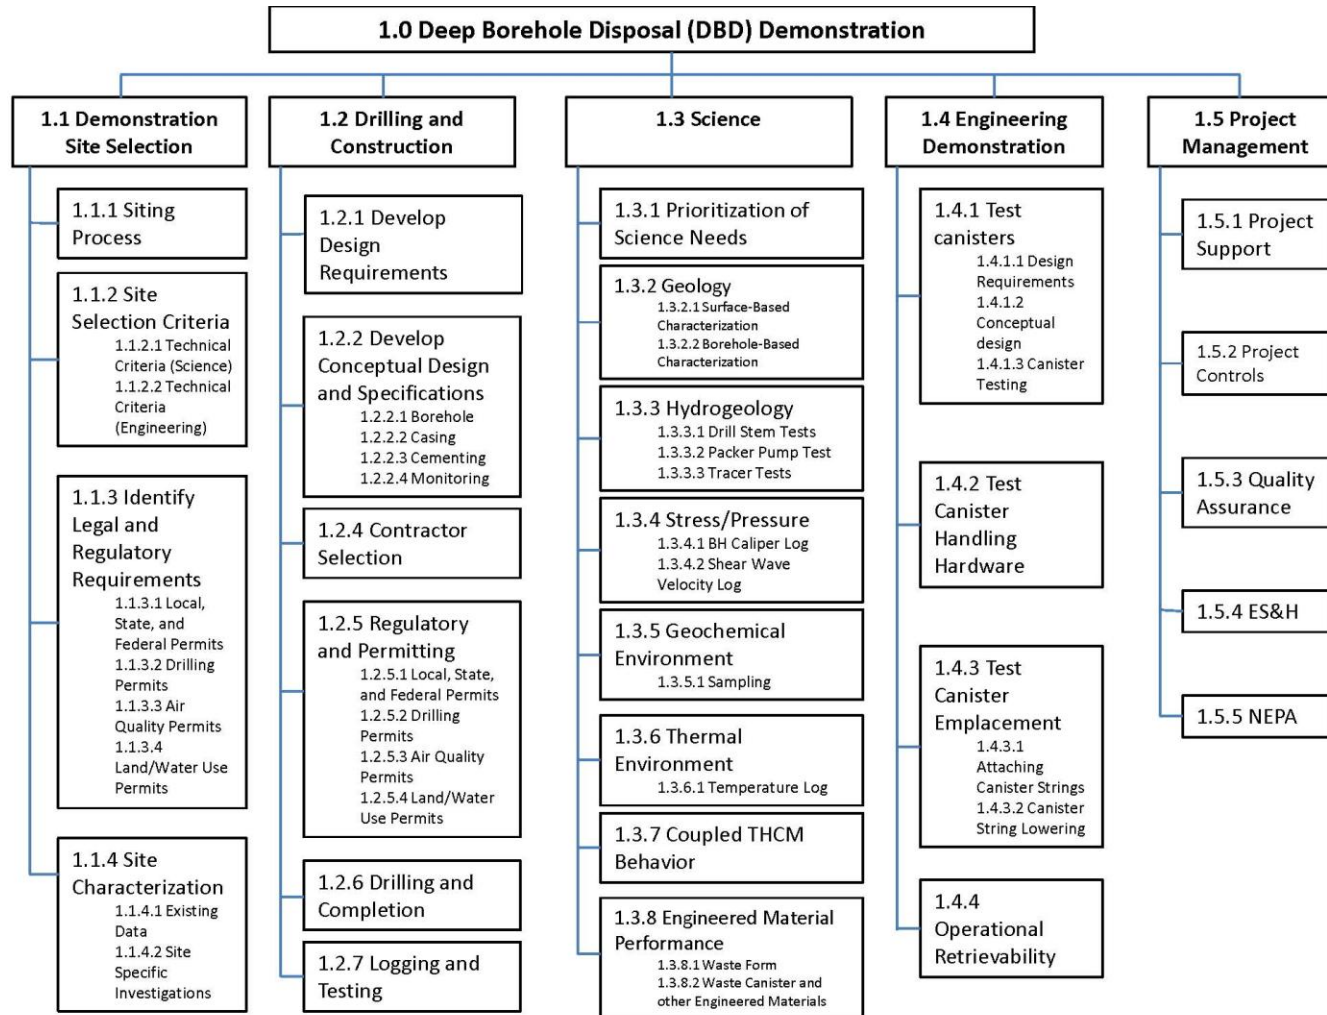 1.0 Deep Borehole Disposal (DBD) Demonstration
1.1 Demonstration
Site Selection
1.1.1 Siting
Process
1.1.2 Site
Selection Criteria
1.1.2.1 Technical
Criteria (Science)
1.1.2.2 Technical
Criteria
(Engineering)
1.1.3 Identify
Legal and
Regulatory
Requirements
1.1.3.1 Local,
State, and
Federal Permits
1.1.3.2 Drilling
Permits
1.1.3.3 Air
Quality Permits
1.1.3.4
Land/Water Use
Permits
1.1.4 Site
Characterization
1.1.4.1 Existing
Data
1.1.4.2 Site
Specific
Investigations
1.2 Drilling and
Construction
1.2.1 Develop
Design
Requirements
1.2.2 Develop
Conceptual Design
and Specifications
1.2.2.1 Borehole
1.2.2.2 Casing
1.2.2.3 Cementing
1.2.2.4 Monitoring
1.2.4 Contractor
Selection
1.2.5 Regulatory
and Permitting
1.2.5.1 Local, State,
and Federal Permits
1.2.5.2 Drilling
Permits
1.2.5.3 Air Quality
Permits
1.2.5.4 Land/Water
Use Permits
1.2.6 Drilling and
Completion
1.2.7 Logging and
Testing
1.3 Science
1.3.1 Prioritization of
Science Needs
1.3.2 Geology
1.3.2.1 Surface-Based
Characterization
1.3.2.2 Borehole-Based
Characterization
1.3.3 Hydrogeology
1.3.3.1 Drill Stem Tests
1.3.3.2 Packer Pump Test
1.3.3.3 Tracer Tests
1.3.4 Stress/Pressure
1.3.4.1 BH Caliper Log
1.3.4.2 Shear Wave
Velocity Log
1.3.5 Geochemical
Environment
1.3.5.1 Sampling
1.3.6 Thermal
Environment
1.3.6.1 Temperature Log
1.3.7 Coupled THCM
Behavior
1.3.8 Engineered Material
Performance
1.3.8.1 Waste Form
1.3.8.2 Waste Canister and
other Engineered Materials
1.4 Engineering
Demonstration
1.4.1 Test
canisters
1.4.1.1 Design
Requirements
1.4.1.2
Conceptual
design
1.4.1.3 Canister
Testing
1.4.2 Test
Canister
Handling
Hardware
1.4.3 Test
Canister
Emplacement
1.4.3.1
Attaching
Canister Strings
1.4.3.2 Canister
String Lowering
1.4.4
Operational
Retrievability
1.5 Project
Management
1.5.1 Project
Support
1.5.2 Project
Controls
1.5.3 Quality
Assurance
1.5.4 ES&H
1.5.5 NEPA